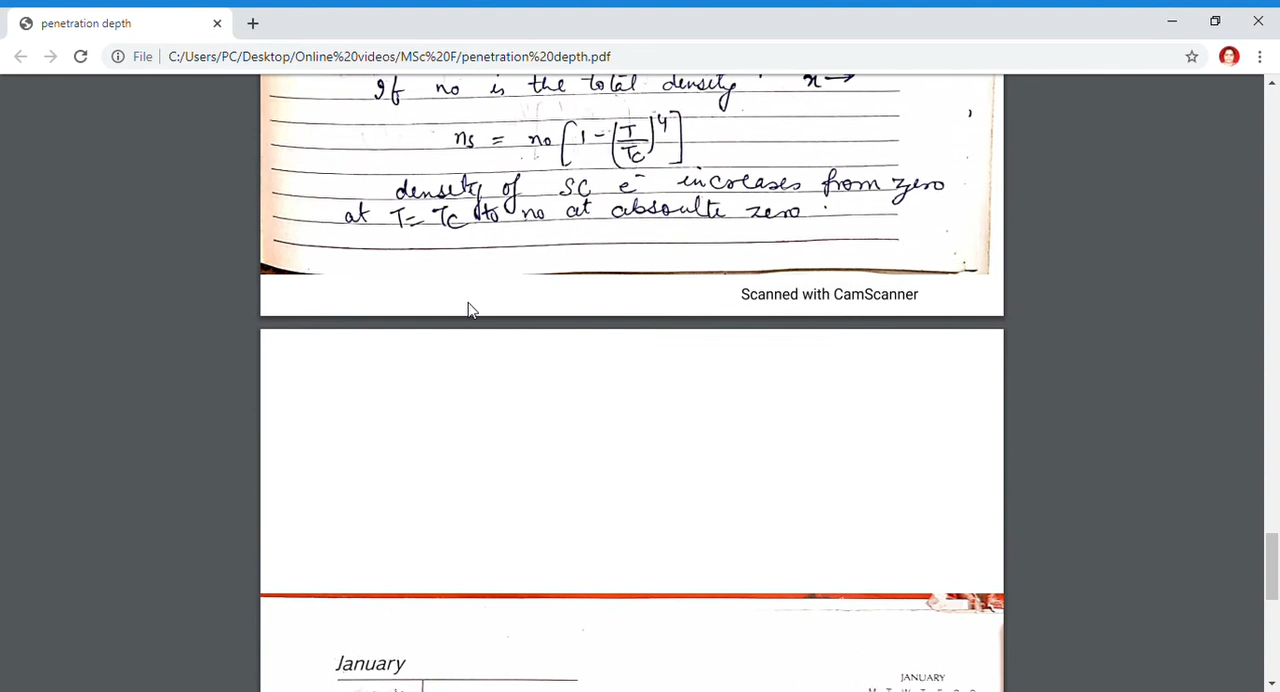 penetration depth
File
C:/Users/PC/Desktop/Online%20videos/MSc%20F/penetration%20depth.pdf
If no is the total density x→
ns = no [1-(T/Tc)^4]
density of SC e⁻ increases from zero
at T= Tc to no at absoulte zero.
Scanned with CamScanner
January
JANUARY